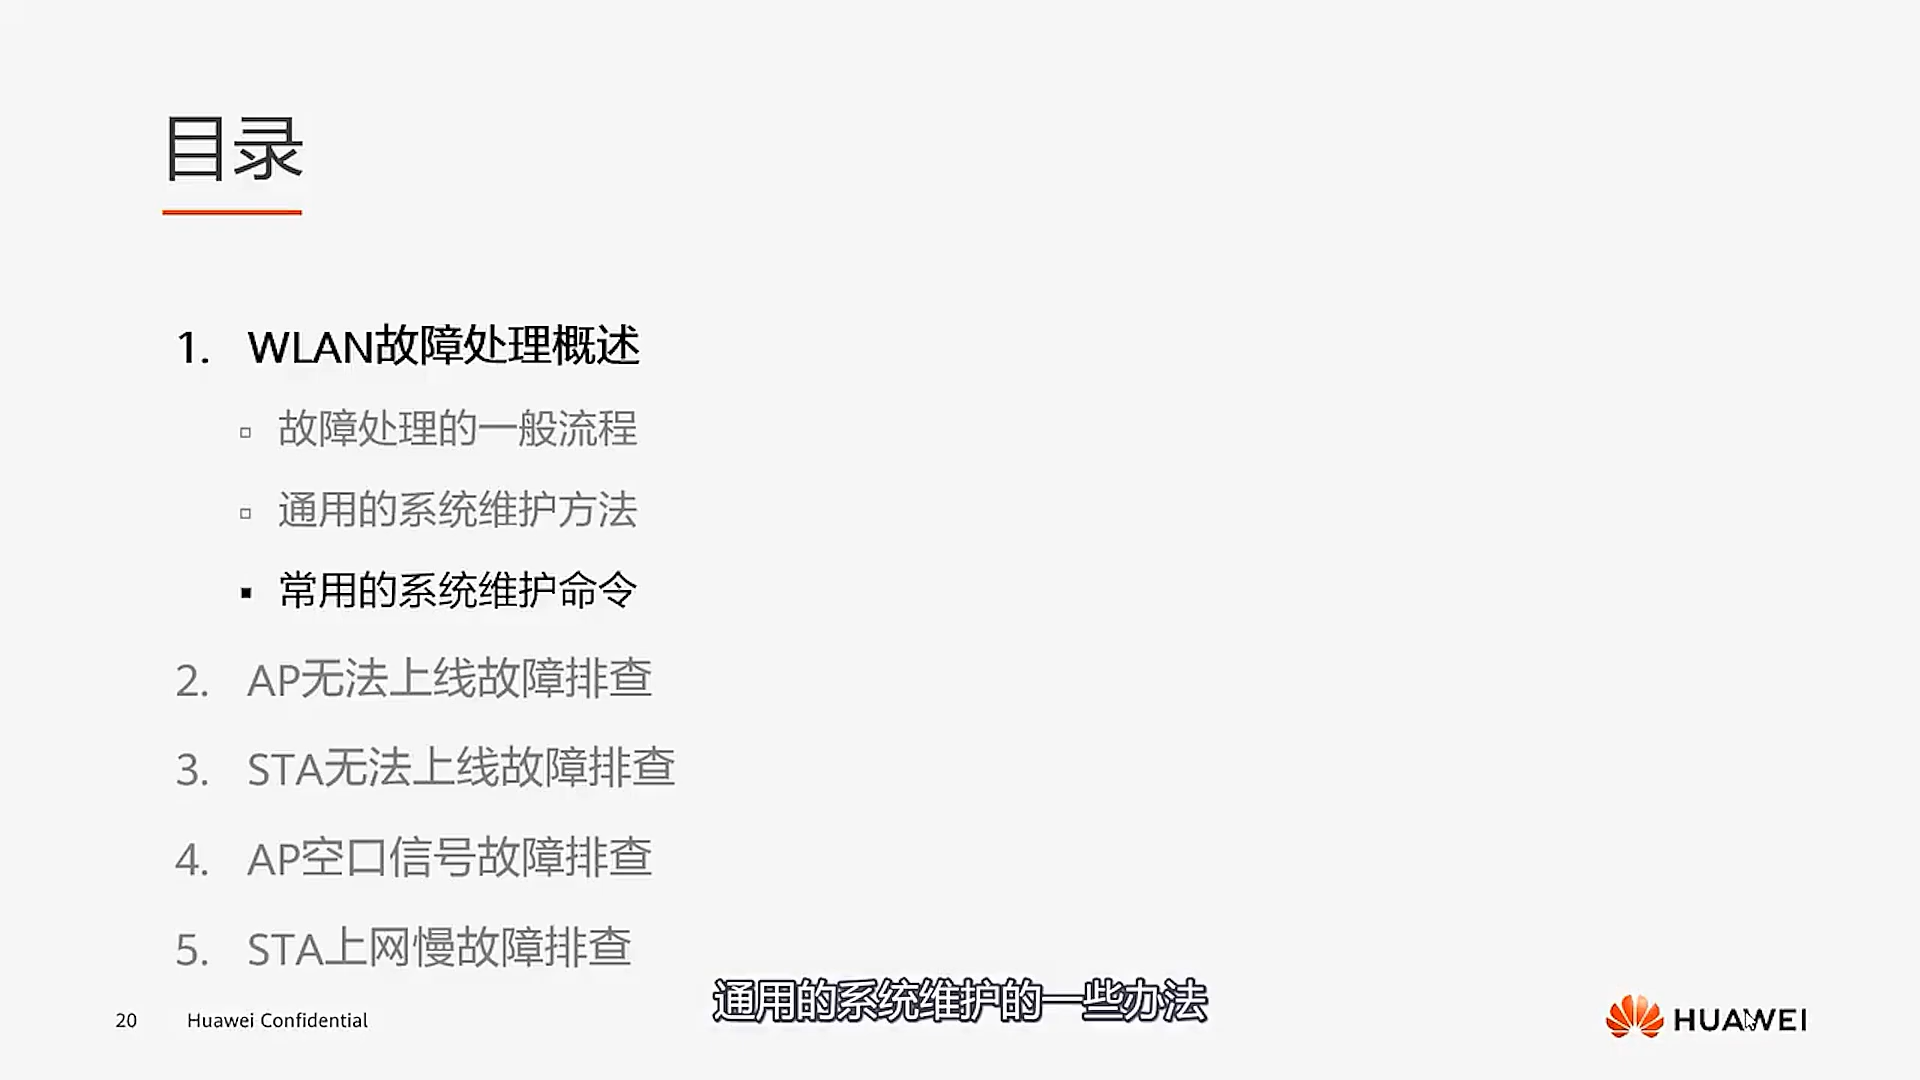 目录
1. WLAN故障处理概述
▫ 故障处理的一般流程
▫ 通用的系统维护方法
▪ 常用的系统维护命令
2. AP无法上线故障排查
3. STA无法上线故障排查
4. AP空口信号故障排查
5. STA上网慢故障排查
通用的系统维护的一些办法
20 Huawei Confidential
HUAWEI